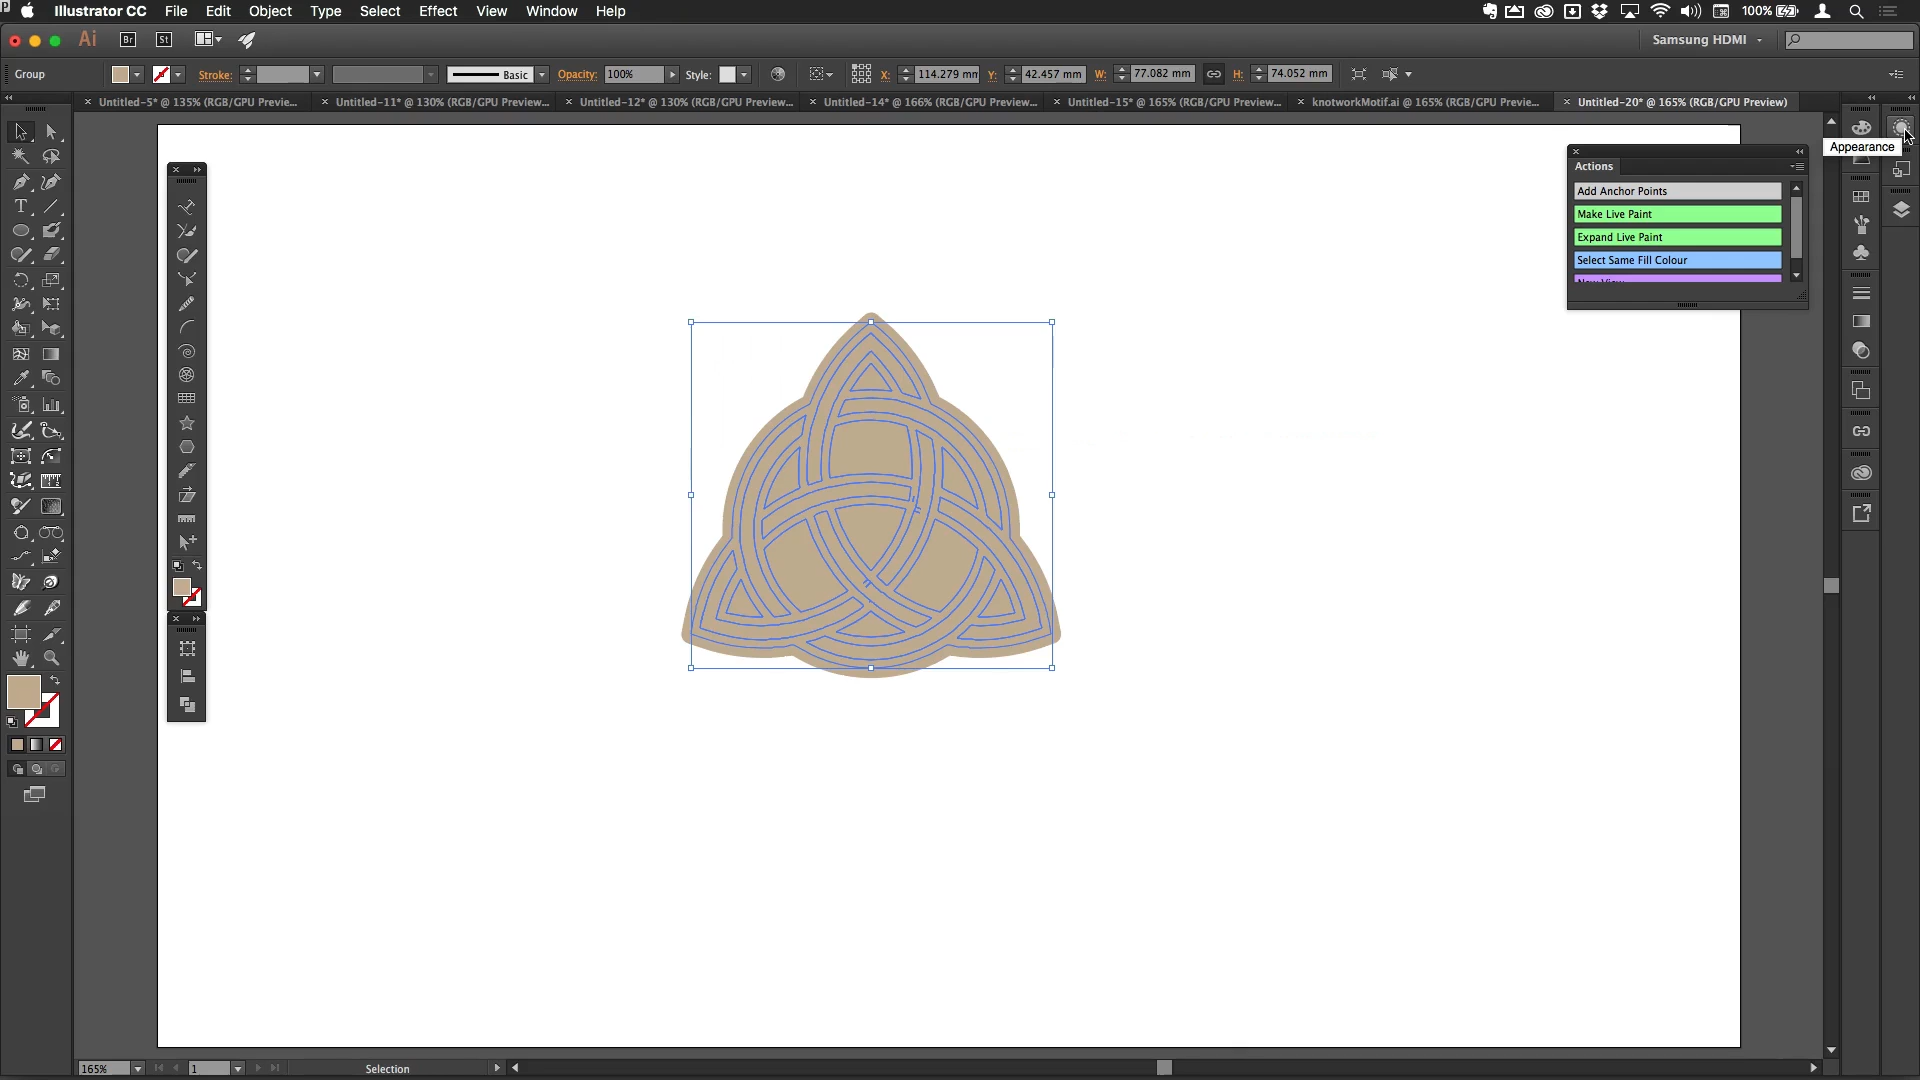 Illustrator CC File Edit Object Type Select Effect View Window Help 100%
Ai Br St Samsung HDMI
Group Stroke: Basic Opacity: 100% Style: X: 114.279 mm Y: 42.457 mm W: 77.082 mm H: 74.052 mm
Untitled-5* @ 135% (RGB/GPU Previe... Untitled-11* @ 130% (RGB/GPU Preview... Untitled-12* @ 130% (RGB/GPU Preview... Untitled-14* @ 166% (RGB/GPU Preview... Untitled-15* @ 165% (RGB/GPU Preview... knotworkMotif.ai @ 165% (RGB/GPU Previe... Untitled-20* @ 165% (RGB/GPU Preview)
Appearance
Actions
Add Anchor Points
Make Live Paint
Expand Live Paint
Select Same Fill Colour
165% 1 Selection